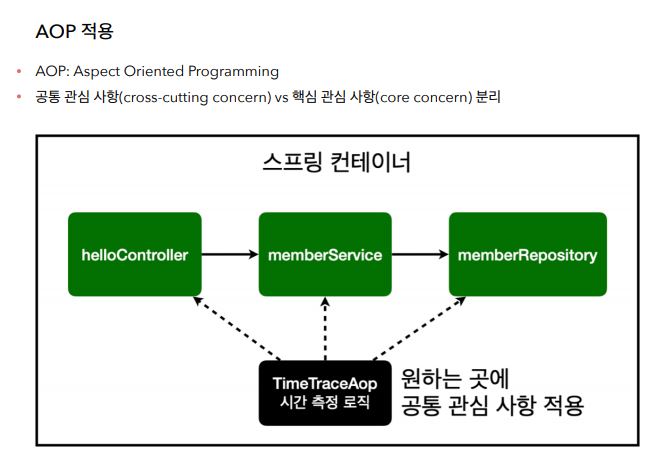 AOP 적용
• AOP: Aspect Oriented Programming
• 공통 관심 사항(cross-cutting concern) vs 핵심 관심 사항(core concern) 분리
스프링 컨테이너
helloController
memberService
memberRepository
TimeTraceAop
시간 측정 로직
원하는 곳에
공통 관심 사항 적용